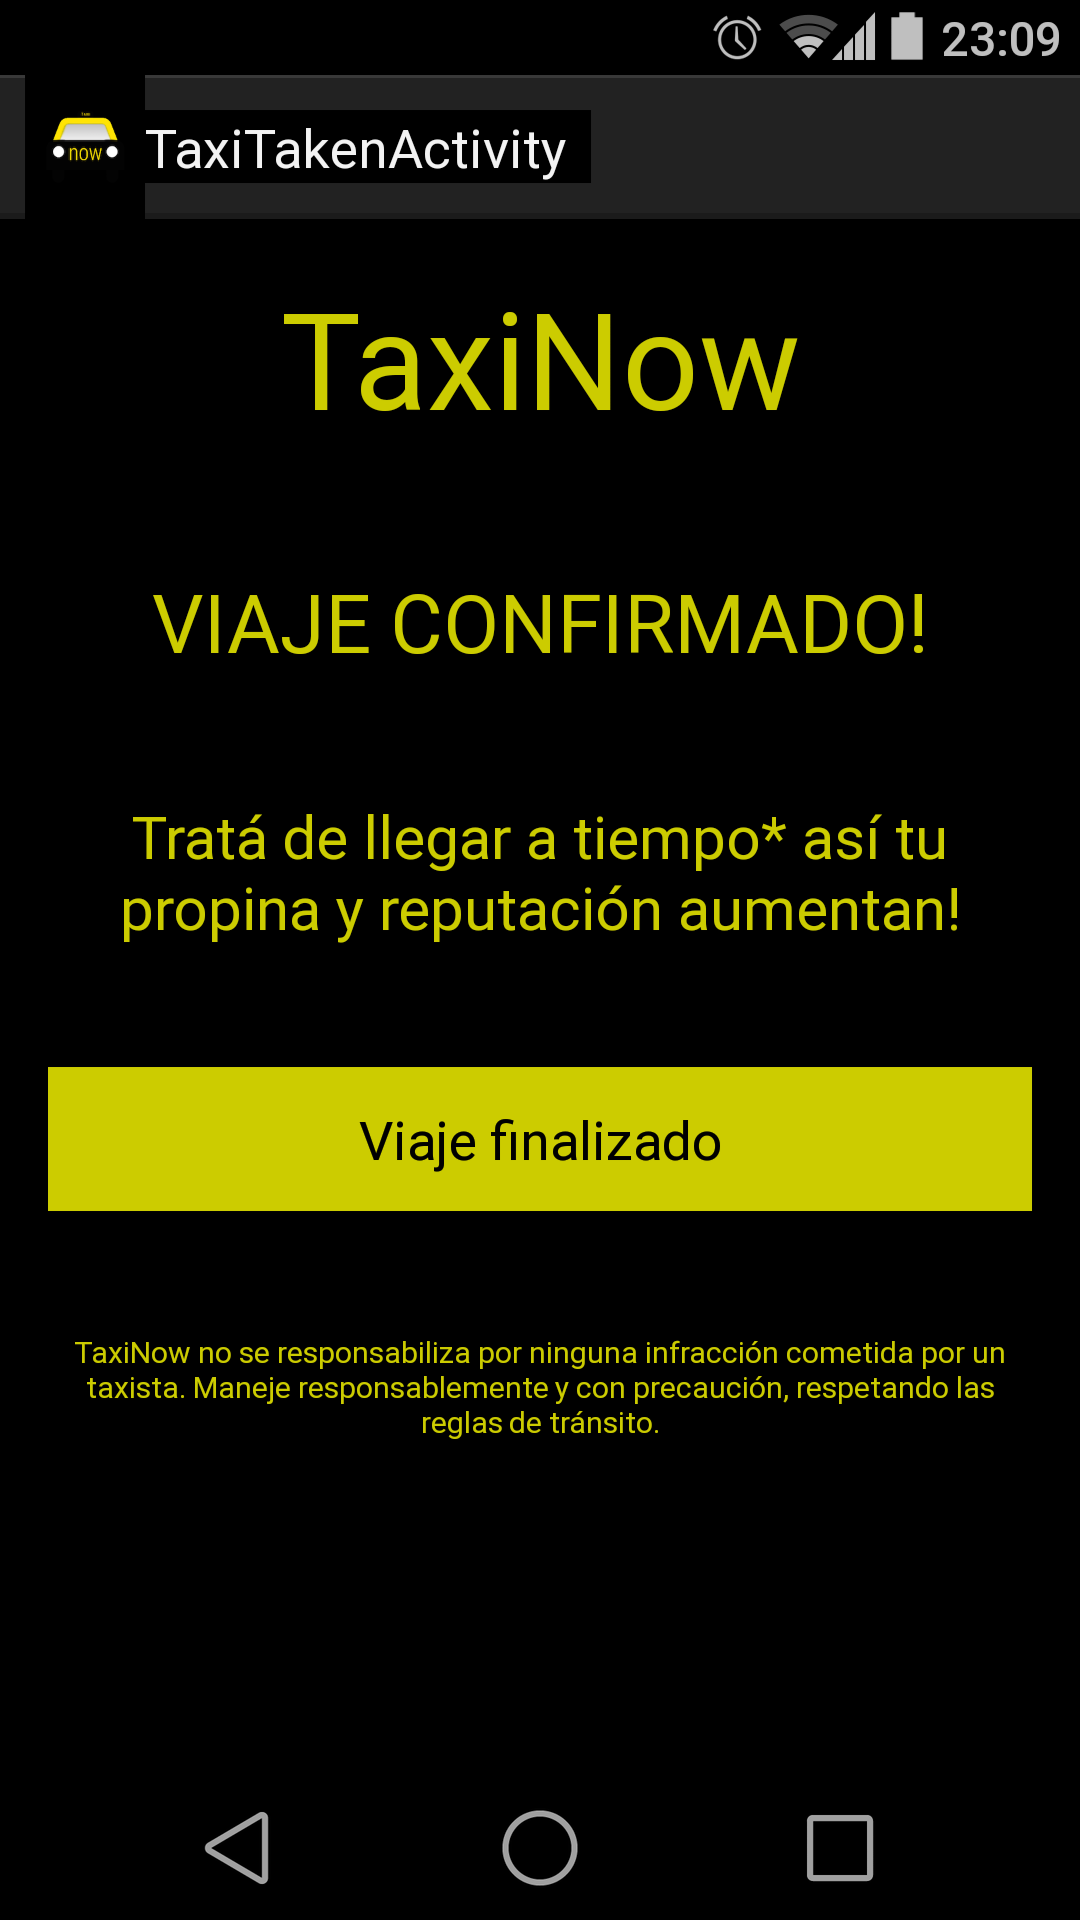 23:09
TAXI
now
TaxiTakenActivity
TaxiNow
VIAJE CONFIRMADO!
Tratá de llegar a tiempo* así tu
propina y reputación aumentan!
Viaje finalizado
TaxiNow no se responsabiliza por ninguna infracción cometida por un
taxista. Maneje responsablemente y con precaución, respetando las
reglas de tránsito.